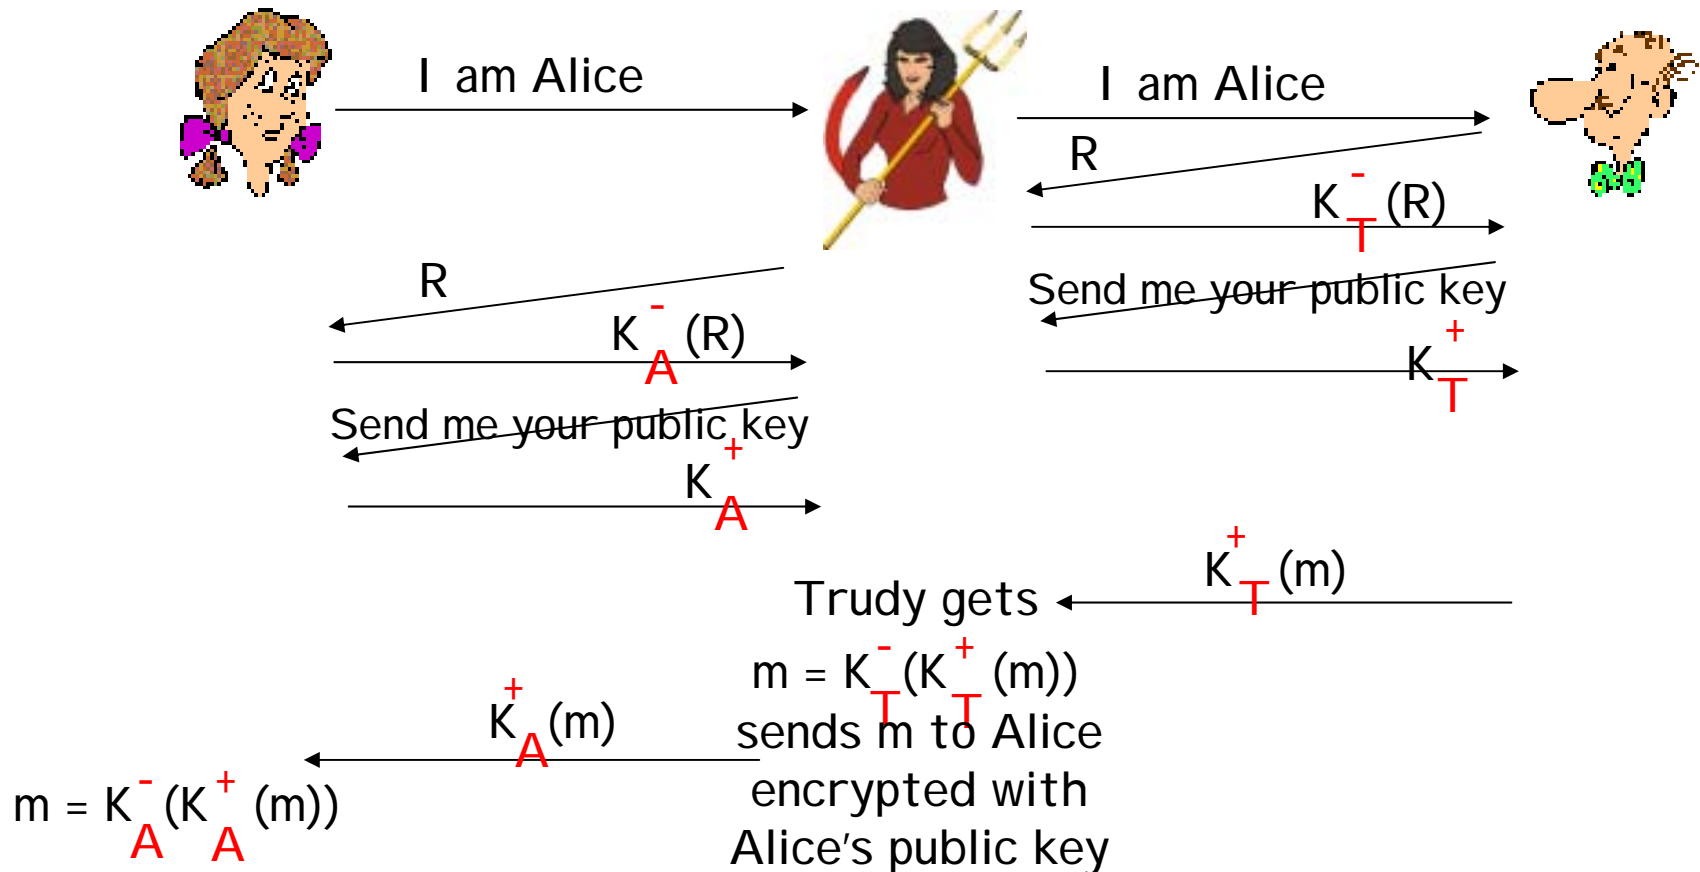 I am Alice
I am Alice
R
K-T(R)
R
Send me your public key
K-A(R)
K+T
Send me your public key
K+A
K+T(m)
Trudy gets
m = K-T(K+T(m))
sends m to Alice
encrypted with
Alice's public key
K+A(m)
m = K-A(K+A(m))